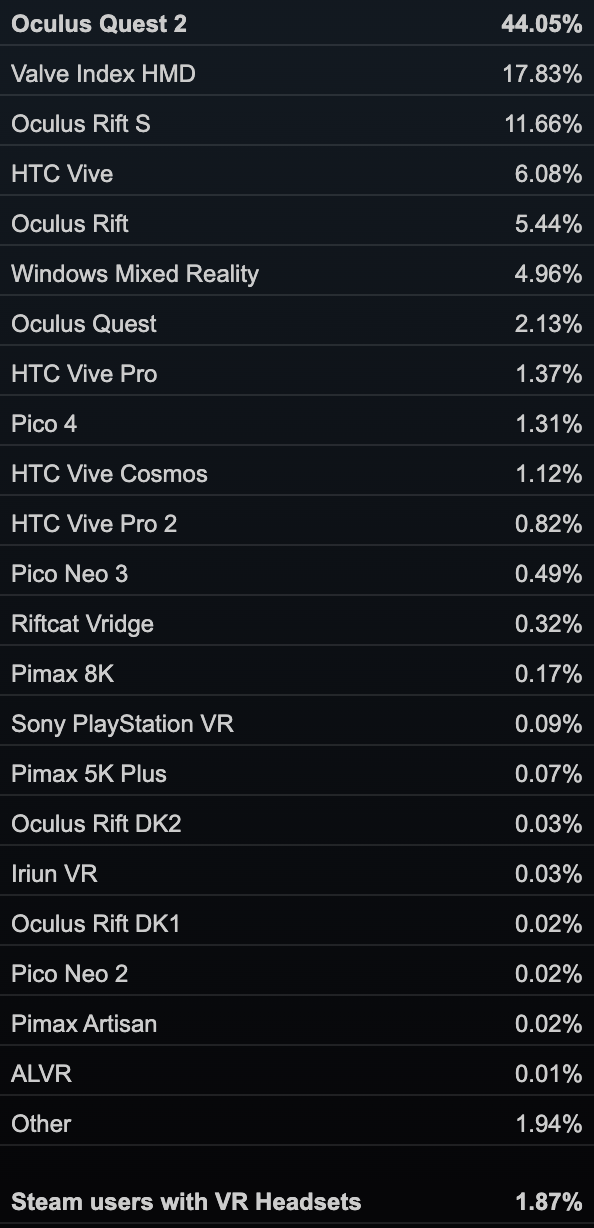 Oculus Quest 2 44.05%
Valve Index HMD 17.83%
Oculus Rift S 11.66%
HTC Vive 6.08%
Oculus Rift 5.44%
Windows Mixed Reality 4.96%
Oculus Quest 2.13%
HTC Vive Pro 1.37%
Pico 4 1.31%
HTC Vive Cosmos 1.12%
HTC Vive Pro 2 0.82%
Pico Neo 3 0.49%
Riftcat Vridge 0.32%
Pimax 8K 0.17%
Sony PlayStation VR 0.09%
Pimax 5K Plus 0.07%
Oculus Rift DK2 0.03%
Iriun VR 0.03%
Oculus Rift DK1 0.02%
Pico Neo 2 0.02%
Pimax Artisan 0.02%
ALVR 0.01%
Other 1.94%
Steam users with VR Headsets 1.87%